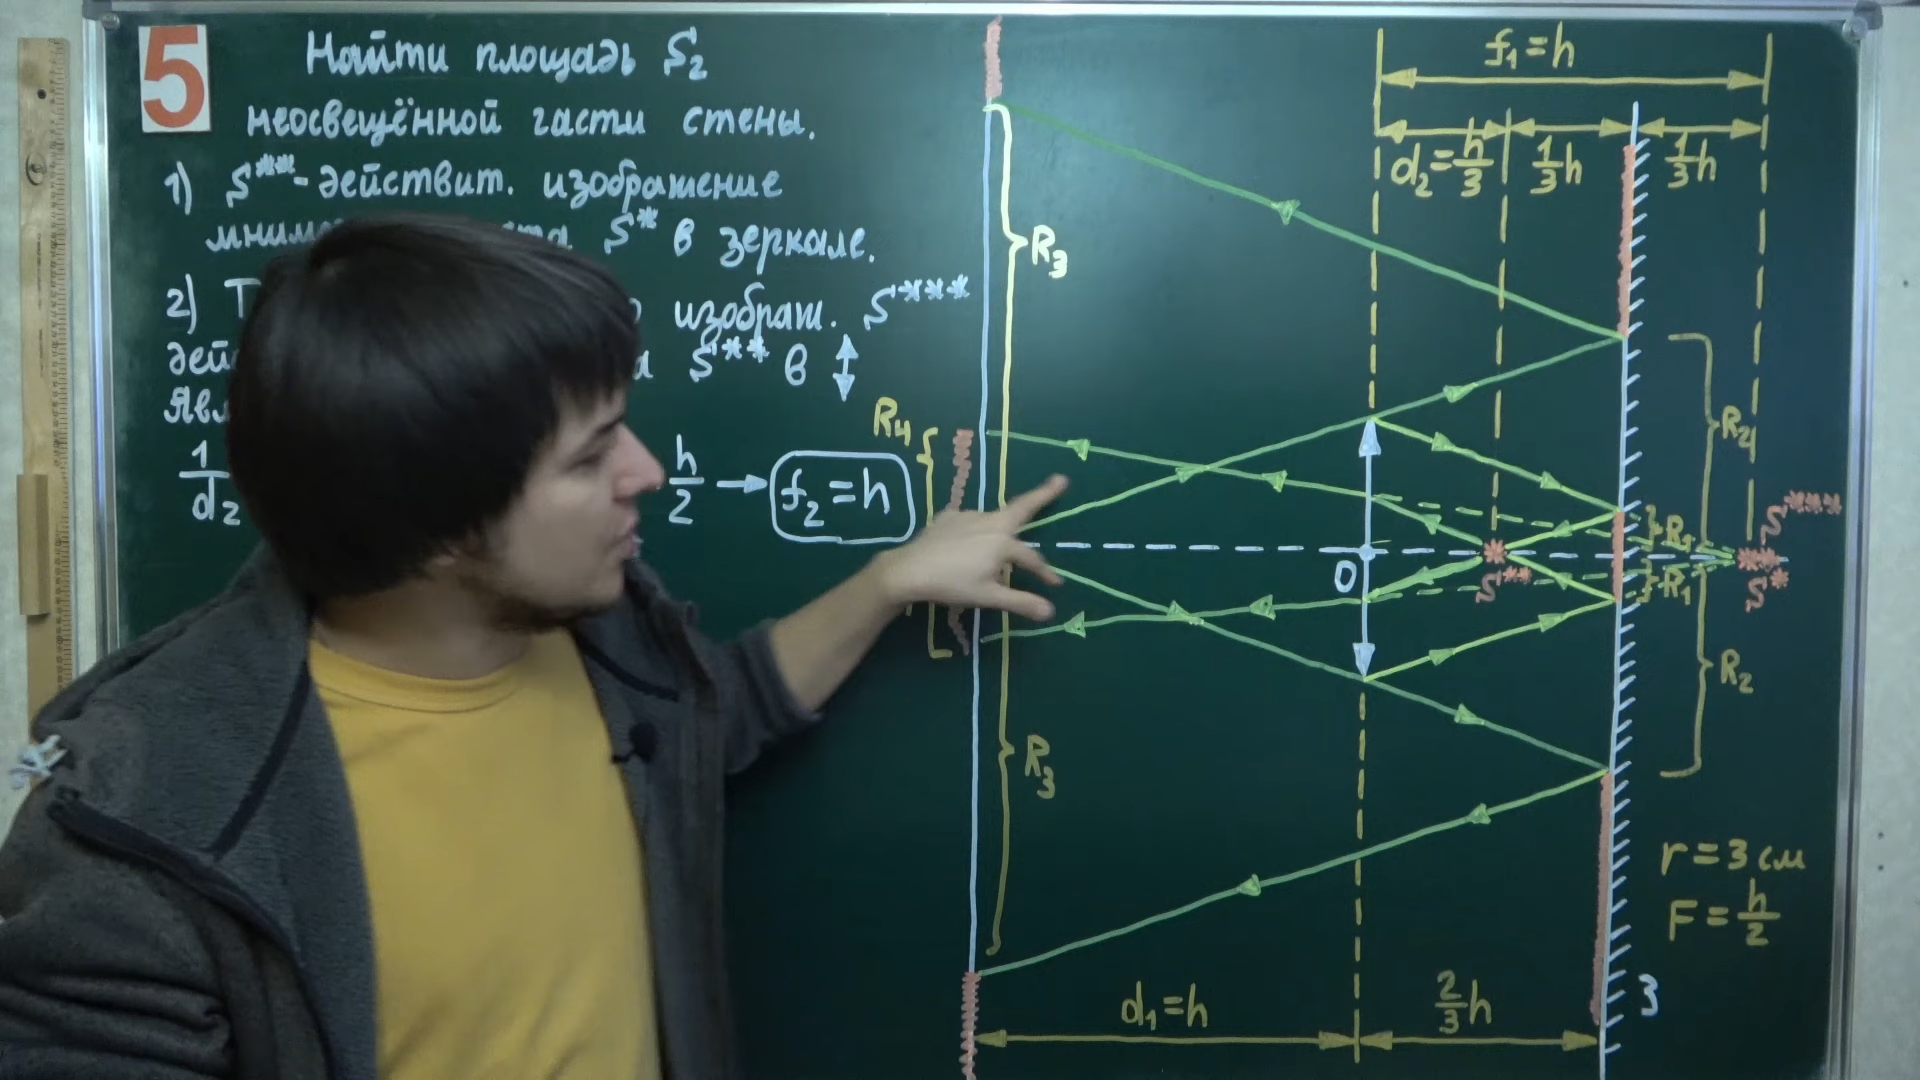 5
Найти площадь S₂
неосвещённой части стены.
1) S** - действит. изображение
S* в зеркале.
2) изображ. S***
S** в ↕
1/d₂ h/2 → f₂ = h
f₁ = h
d₂ = h/3 1/3 h 1/3 h
R₃
R₄
R₂
R₁
R₁
S***
S**
S*
O
R₂
R₃
r = 3 см
F = h/2
d₁ = h 2/3 h
З